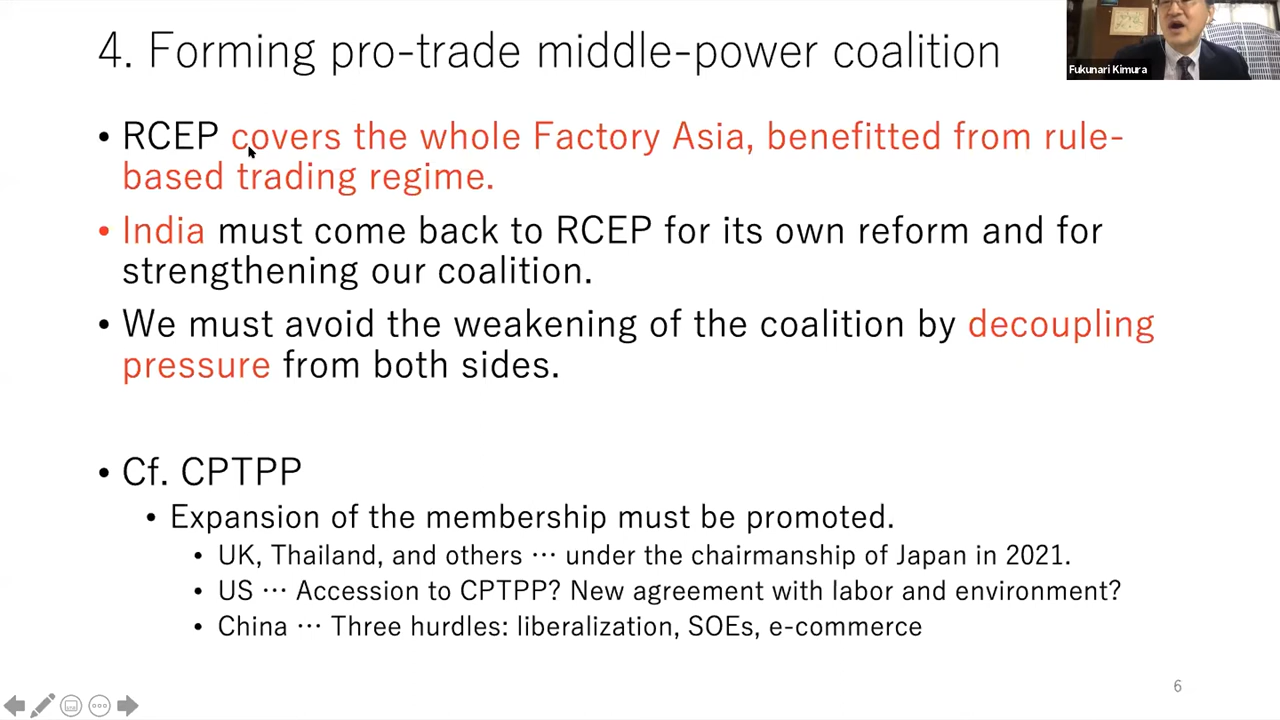 4. Forming pro-trade middle-power coalition
Fukunari Kimura
• RCEP covers the whole Factory Asia, benefitted from rule-
based trading regime.
• India must come back to RCEP for its own reform and for
strengthening our coalition.
• We must avoid the weakening of the coalition by decoupling
pressure from both sides.
• Cf. CPTPP
• Expansion of the membership must be promoted.
• UK, Thailand, and others ⋯ under the chairmanship of Japan in 2021.
• US ⋯ Accession to CPTPP? New agreement with labor and environment?
• China ⋯ Three hurdles: liberalization, SOEs, e-commerce
6